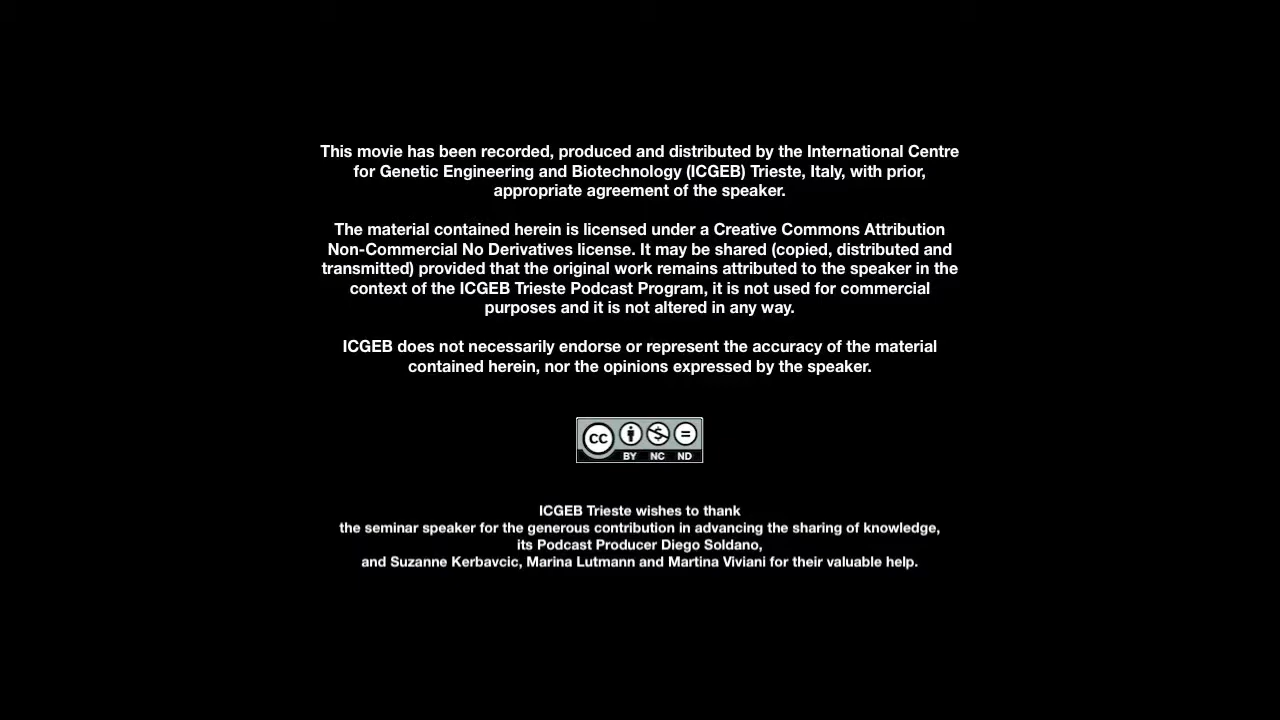 This movie has been recorded, produced and distributed by the International Centre
for Genetic Engineering and Biotechnology (ICGEB) Trieste, Italy, with prior,
appropriate agreement of the speaker.
The material contained herein is licensed under a Creative Commons Attribution
Non-Commercial No Derivatives license. It may be shared (copied, distributed and
transmitted) provided that the original work remains attributed to the speaker in the
context of the ICGEB Trieste Podcast Program, it is not used for commercial
purposes and it is not altered in any way.
ICGEB does not necessarily endorse or represent the accuracy of the material
contained herein, nor the opinions expressed by the speaker.
CC
BY NC ND
ICGEB Trieste wishes to thank
the seminar speaker for the generous contribution in advancing the sharing of knowledge,
its Podcast Producer Diego Soldano,
and Suzanne Kerbavcic, Marina Lutmann and Martina Viviani for their valuable help.